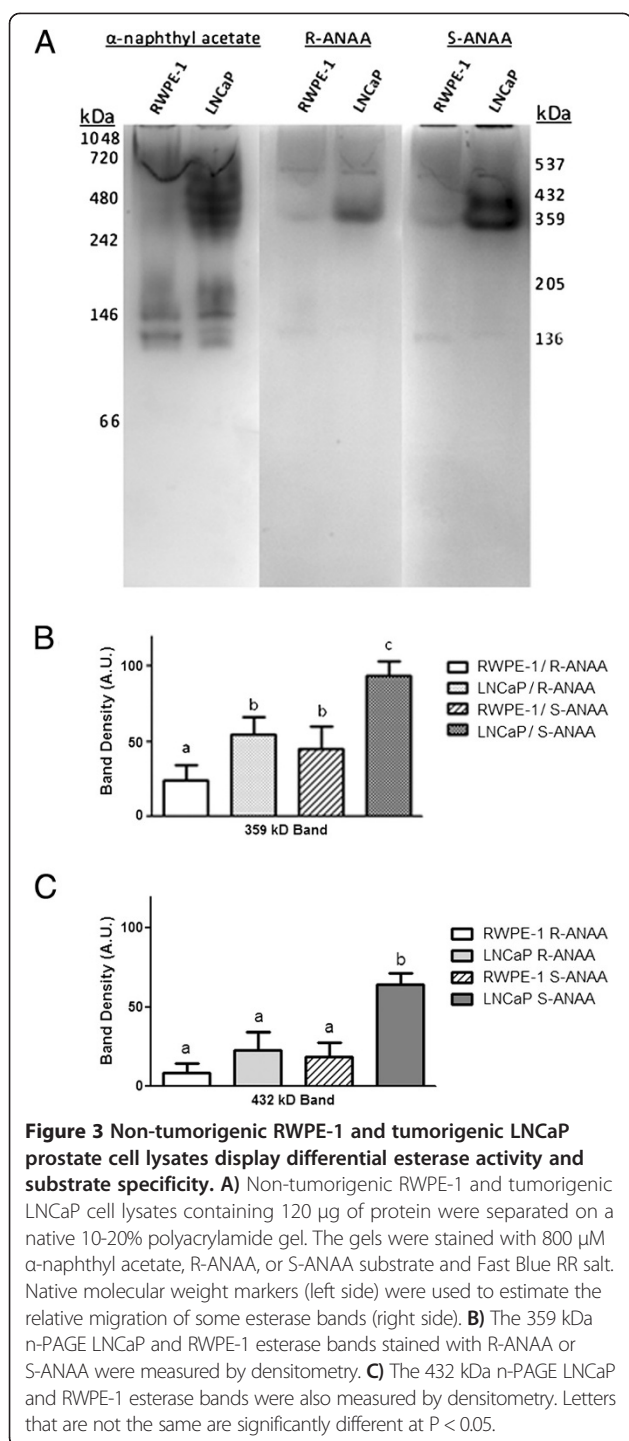 A
α-naphthyl acetate R-ANAA S-ANAA
RWPE-1 LNCaP RWPE-1 LNCaP RWPE-1 LNCaP
kDa kDa
1048
720
537
480
432
359
242
205
146
136
66
B
Band Density (A.U.)
100
50
0
a
b
b
c
359 kD Band
RWPE-1/ R-ANAA
LNCaP/ R-ANAA
RWPE-1/ S-ANAA
LNCaP/ S-ANAA
C
Band Density (A.U.)
100
50
0
a
a
a
b
432 kD Band
RWPE-1 R-ANAA
LNCaP R-ANAA
RWPE-1 S-ANAA
LNCaP S-ANAA
Figure 3 Non-tumorigenic RWPE-1 and tumorigenic LNCaP
prostate cell lysates display differential esterase activity and
substrate specificity. A) Non-tumorigenic RWPE-1 and tumorigenic
LNCaP cell lysates containing 120 μg of protein were separated on a
native 10-20% polyacrylamide gel. The gels were stained with 800 μM
α-naphthyl acetate, R-ANAA, or S-ANAA substrate and Fast Blue RR salt.
Native molecular weight markers (left side) were used to estimate the
relative migration of some esterase bands (right side). B) The 359 kDa
n-PAGE LNCaP and RWPE-1 esterase bands stained with R-ANAA or
S-ANAA were measured by densitometry. C) The 432 kDa n-PAGE LNCaP
and RWPE-1 esterase bands were also measured by densitometry. Letters
that are not the same are significantly different at P < 0.05.